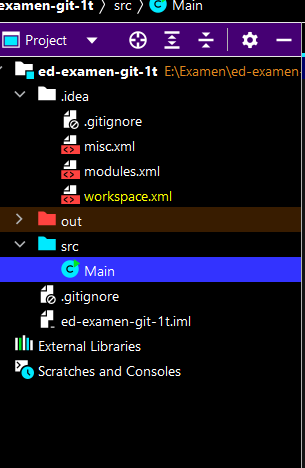 examen-git-1t > src > Main
Project
ed-examen-git-1t E:\Examen\ed-examen-
.idea
.gitignore
misc.xml
modules.xml
workspace.xml
out
src
Main
.gitignore
ed-examen-git-1t.iml
External Libraries
Scratches and Consoles